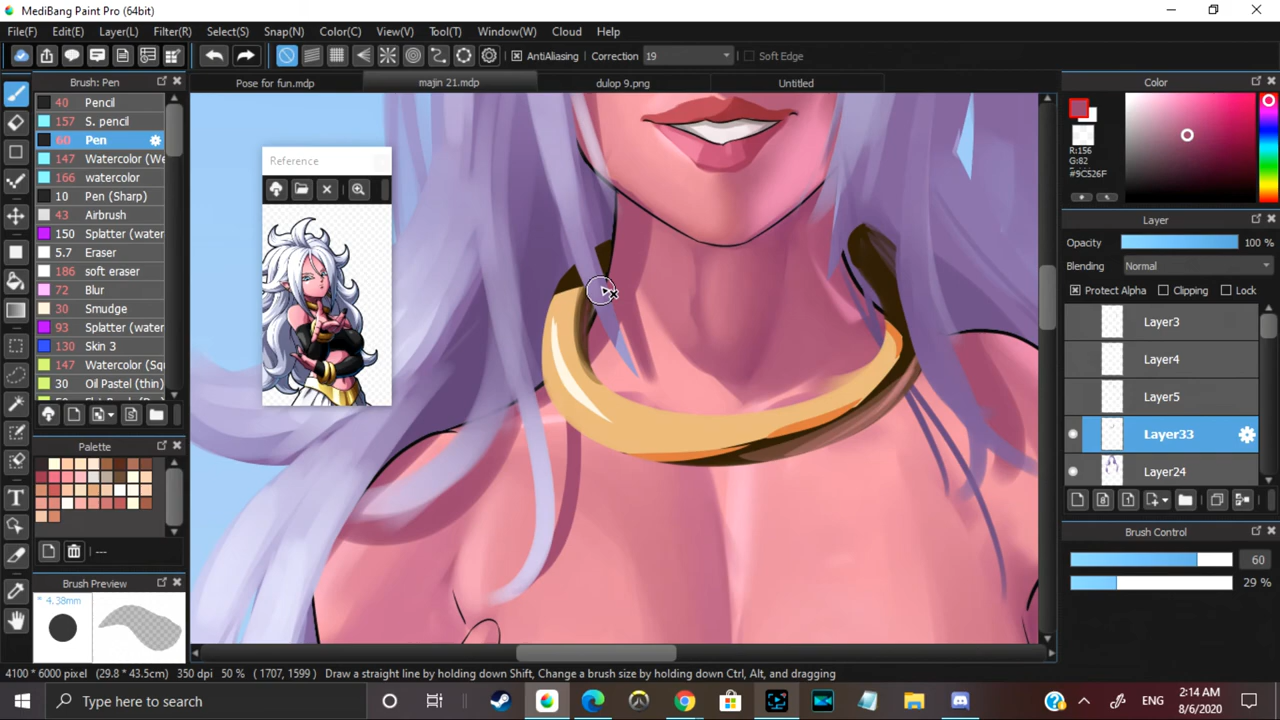 MediBang Paint Pro (64bit)
File(F) Edit(E) Layer(L) Filter(R) Select(S) Snap(N) Color(C) View(V) Tool(T) Window(W) Cloud Help
AntiAliasing Correction 19 Soft Edge
Brush: Pen
Pose for fun.mdp majin 21.mdp dulop 9.png Untitled
Color
40 Pencil
157 S. pencil
60 Pen
147 Watercolor (We
166 watercolor
10 Pen (Sharp)
43 Airbrush
150 Splatter (water
5.7 Eraser
186 soft eraser
72 Blur
30 Smudge
93 Splatter (water
130 Skin 3
147 Watercolor (Sq
30 Oil Pastel (thin)
Palette
---
Brush Preview
4.38mm
Reference
R:156
G:82
#9C526F
Layer
Opacity 100 %
Blending Normal
Protect Alpha Clipping Lock
Layer3
Layer4
Layer5
Layer33
Layer24
Brush Control
60
29 %
4100 * 6000 pixel (29.8 * 43.5cm) 350 dpi 50 % ( 1707, 1599 ) Draw a straight line by holding down Shift, Change a brush size by holding down Ctrl, Alt, and dragging
Type here to search
ENG
2:14 AM
8/6/2020